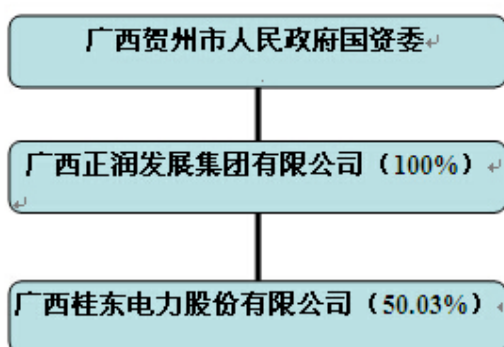 广西贺州市人民政府国资委
广西正润发展集团有限公司（100%）
广西桂东电力股份有限公司（50.03%）